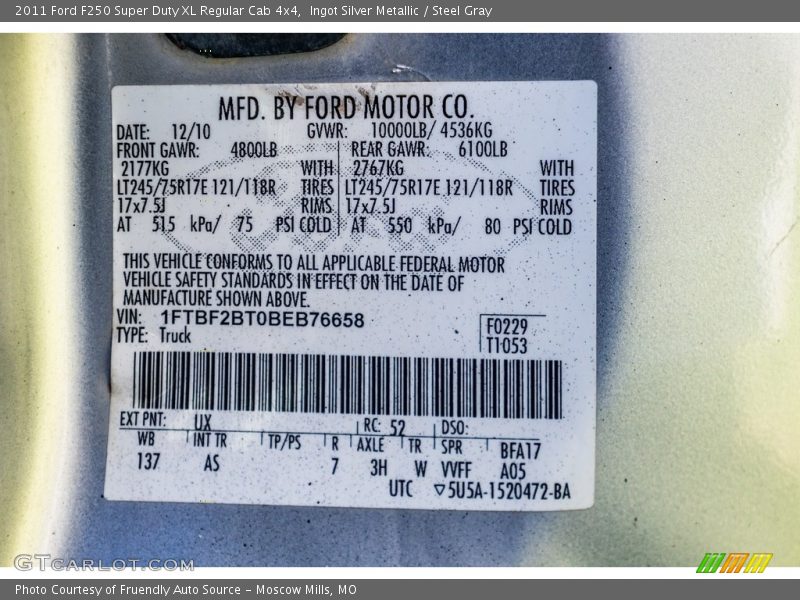 2011 Ford F250 Super Duty XL Regular Cab 4x4,  Ingot Silver Metallic / Steel Gray
MFD. BY FORD MOTOR CO.
DATE: 12/10 GVWR: 10000LB/ 4536KG
FRONT GAWR: 4800LB REAR GAWR: 6100LB
2177KG WITH 2767KG WITH
LT245/75R17E 121/118R TIRES LT245/75R17E 121/118R TIRES
17x7.5J RIMS 17x7.5J RIMS
AT 515 kPa/ 75 PSI COLD AT 550 kPa/ 80 PSI COLD
THIS VEHICLE CONFORMS TO ALL APPLICABLE FEDERAL MOTOR
VEHICLE SAFETY STANDARDS IN EFFECT ON THE DATE OF
MANUFACTURE SHOWN ABOVE.
VIN: 1FTBF2BT0BEB76658
TYPE: Truck
F0229
T1053
EXT PNT: UX RC: 52 DSO:
WB INT TR TP/PS R AXLE TR SPR BFA17
137 AS 7 3H W VVFF A05
UTC ▽5U5A-1520472-BA
GTCARLOT.COM
Photo Courtesy of Fruendly Auto Source – Moscow Mills, MO